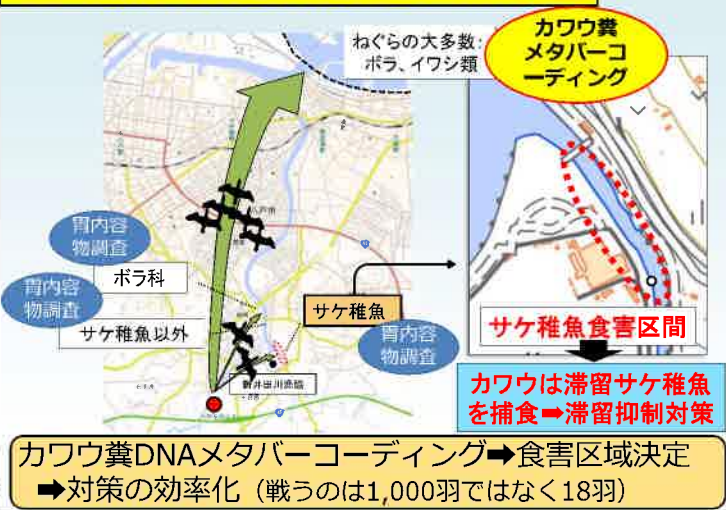 ねぐらの大多数:
ボラ、イワシ類
カワウ糞
メタバーコ
ーディング
胃内容
物調査
ボラ科
胃内容
物調査
サケ稚魚以外
サケ稚魚
胃内容
物調査
新井田川漁協
サケ稚魚食害区間
カワウは滞留サケ稚魚
を捕食➡滞留抑制対策
カワウ糞DNAメタバーコーディング➡食害区域決定
➡対策の効率化(戦うのは1,000羽ではなく18羽)